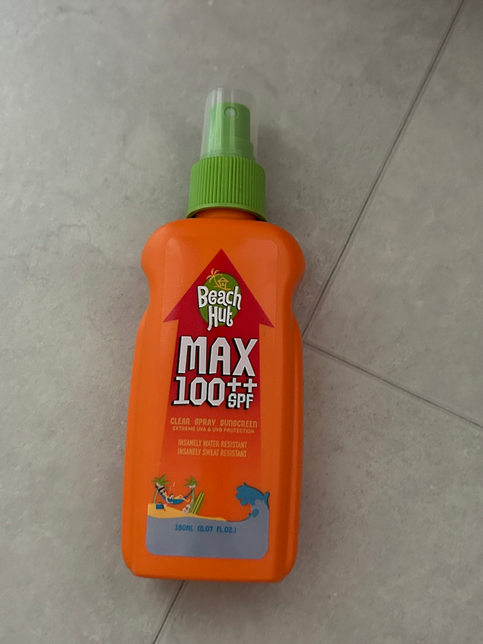 Beach
Hut
MAX
100++
SPF
CLEAR SPRAY SUNSCREEN
EXTREME UVA & UVB PROTECTION
INSANELY WATER RESISTANT
INSANELY SWEAT RESISTANT
150ML (5.07 FL.OZ.)